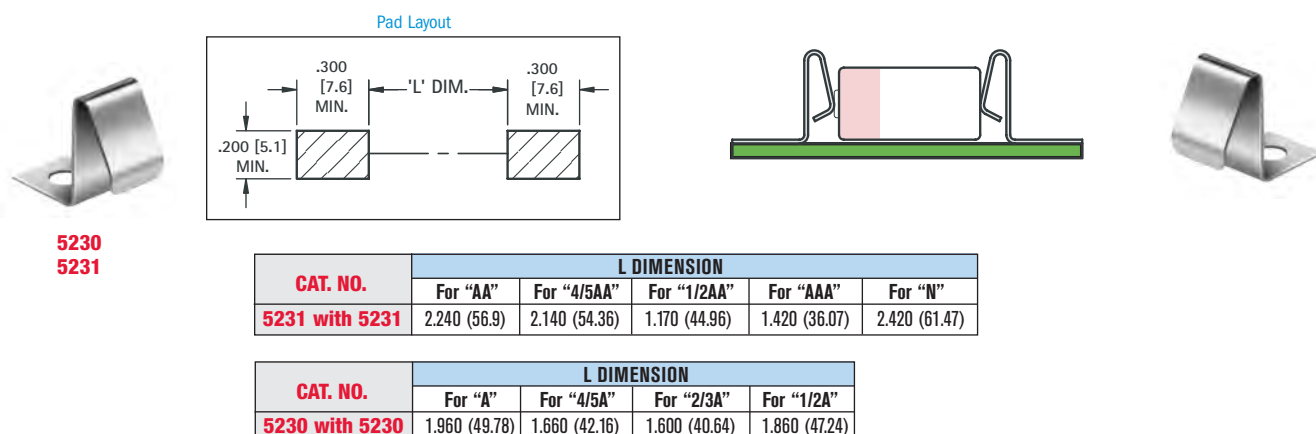 Pad Layout
.300
[7.6]
MIN.
'L' DIM.
.300
[7.6]
MIN.
.200 [5.1]
MIN.
5230
5231
CAT. NO.
L DIMENSION
For “AA” For “4/5AA” For “1/2AA” For “AAA” For “N”
5231 with 5231 2.240 (56.9) 2.140 (54.36) 1.170 (44.96) 1.420 (36.07) 2.420 (61.47)
CAT. NO.
L DIMENSION
For “A” For “4/5A” For “2/3A” For “1/2A”
5230 with 5230 1.960 (49.78) 1.660 (42.16) 1.600 (40.64) 1.860 (47.24)